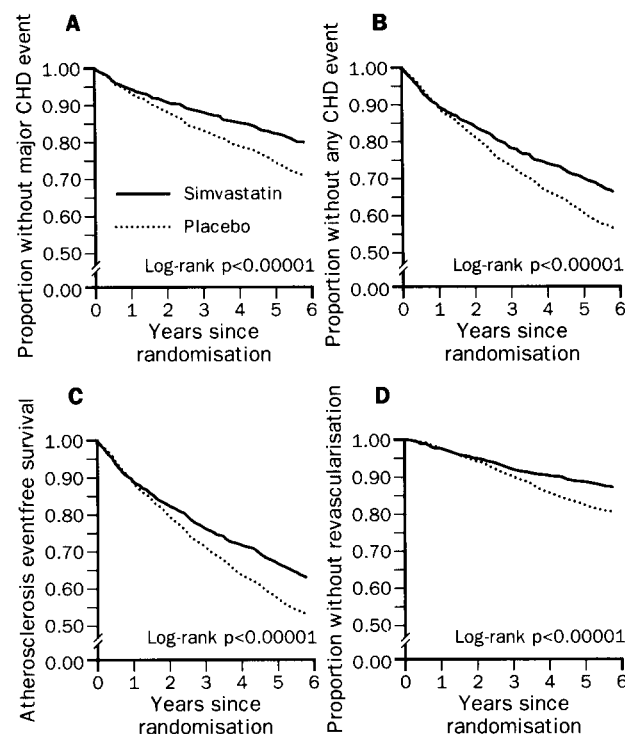 A
Proportion without major CHD event
1.00
0.90
0.80
0.70
0.60
0.50
0.00
Simvastatin
Placebo
Log-rank p<0.00001
0 1 2 3 4 5 6
Years since
randomisation
B
Proportion without any CHD event
1.00
0.90
0.80
0.70
0.60
0.50
0.00
Log-rank p<0.00001
0 1 2 3 4 5 6
Years since
randomisation
C
Atherosclerosis eventfree survival
1.00
0.90
0.80
0.70
0.60
0.50
0.00
Log-rank p<0.00001
0 1 2 3 4 5 6
Years since
randomisation
D
Proportion without revascularisation
1.00
0.90
0.80
0.70
0.60
0.50
0.00
Log-rank p<0.00001
0 1 2 3 4 5 6
Years since
randomisation